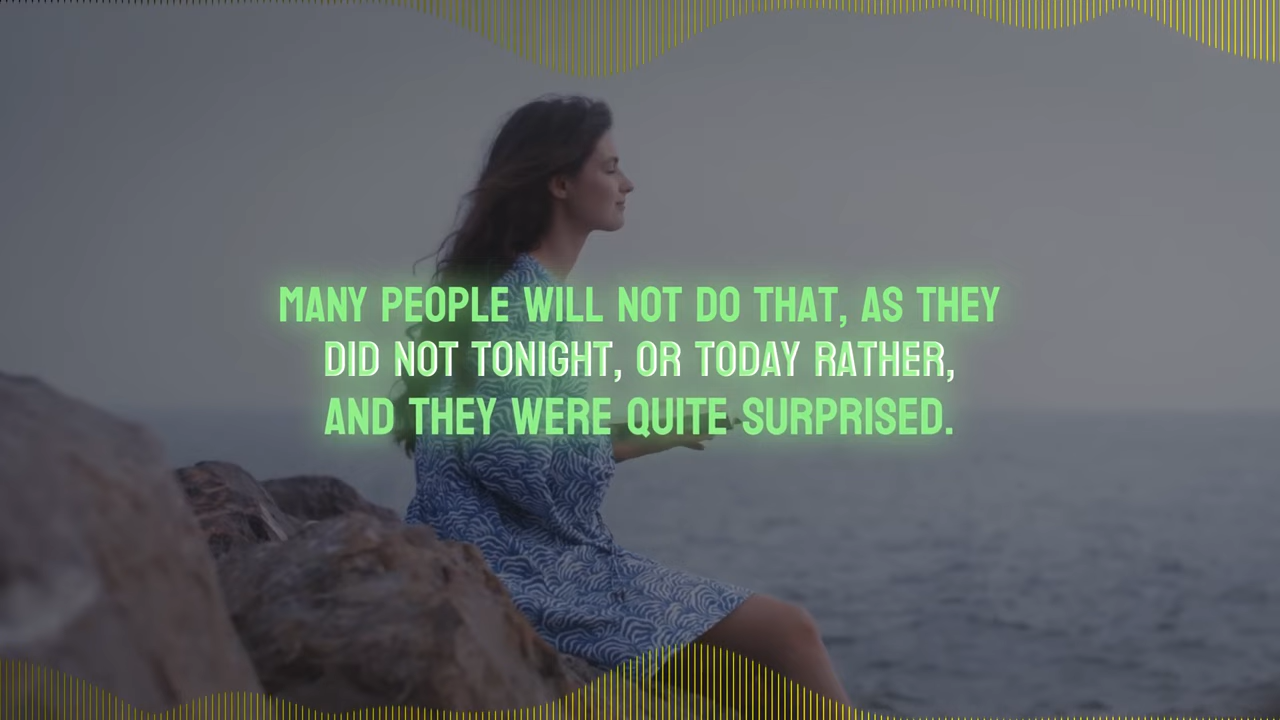 MANY PEOPLE WILL NOT DO THAT, AS THEY
DID NOT TONIGHT, OR TODAY RATHER,
AND THEY WERE QUITE SURPRISED.